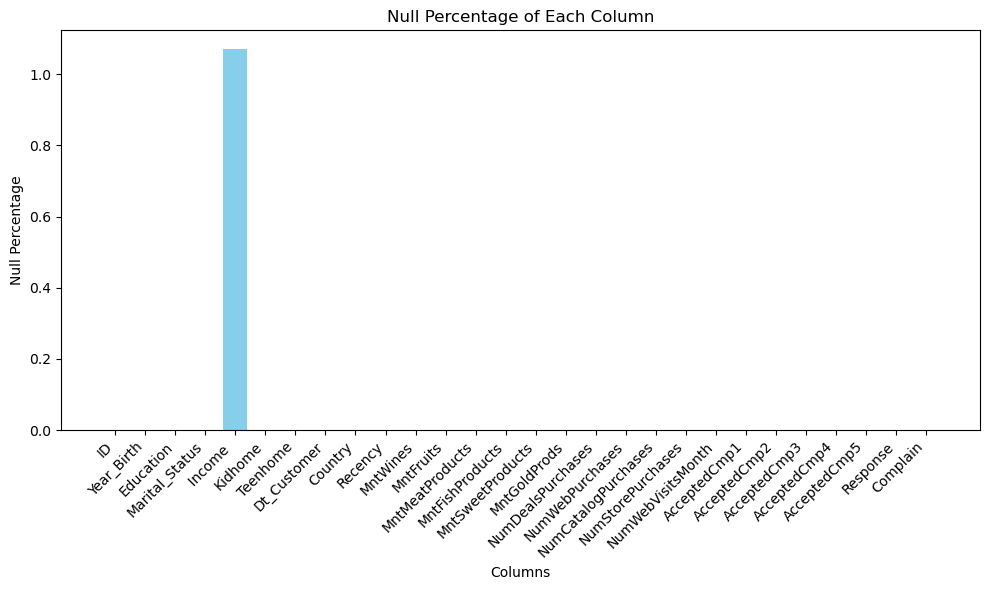 Null Percentage of Each Column
Null Percentage
1.0
0.8
0.6
0.4
0.2
0.0
ID
Year_Birth
Education
Marital_Status
Income
Kidhome
Teenhome
Dt_Customer
Country
Recency
MntWines
MntFruits
MntMeatProducts
MntFishProducts
MntSweetProducts
MntGoldProds
NumDealsPurchases
NumWebPurchases
NumCatalogPurchases
NumStorePurchases
NumWebVisitsMonth
AcceptedCmp1
AcceptedCmp2
AcceptedCmp3
AcceptedCmp4
AcceptedCmp5
Response
Complain
Columns